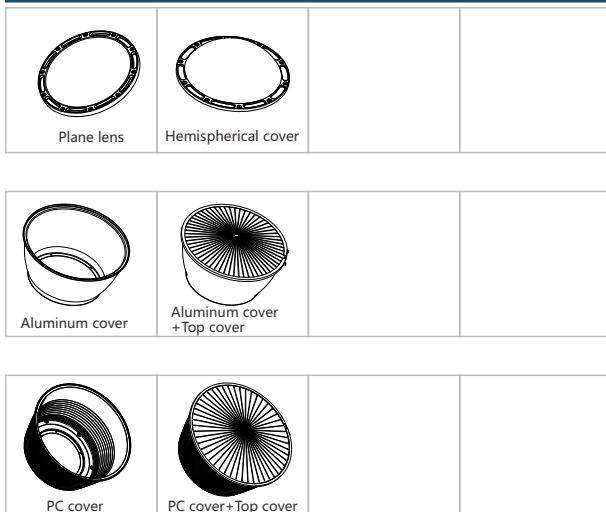 Plane lens
Hemispherical cover
Aluminum cover
Aluminum cover
+Top cover
PC cover
PC cover+Top cover